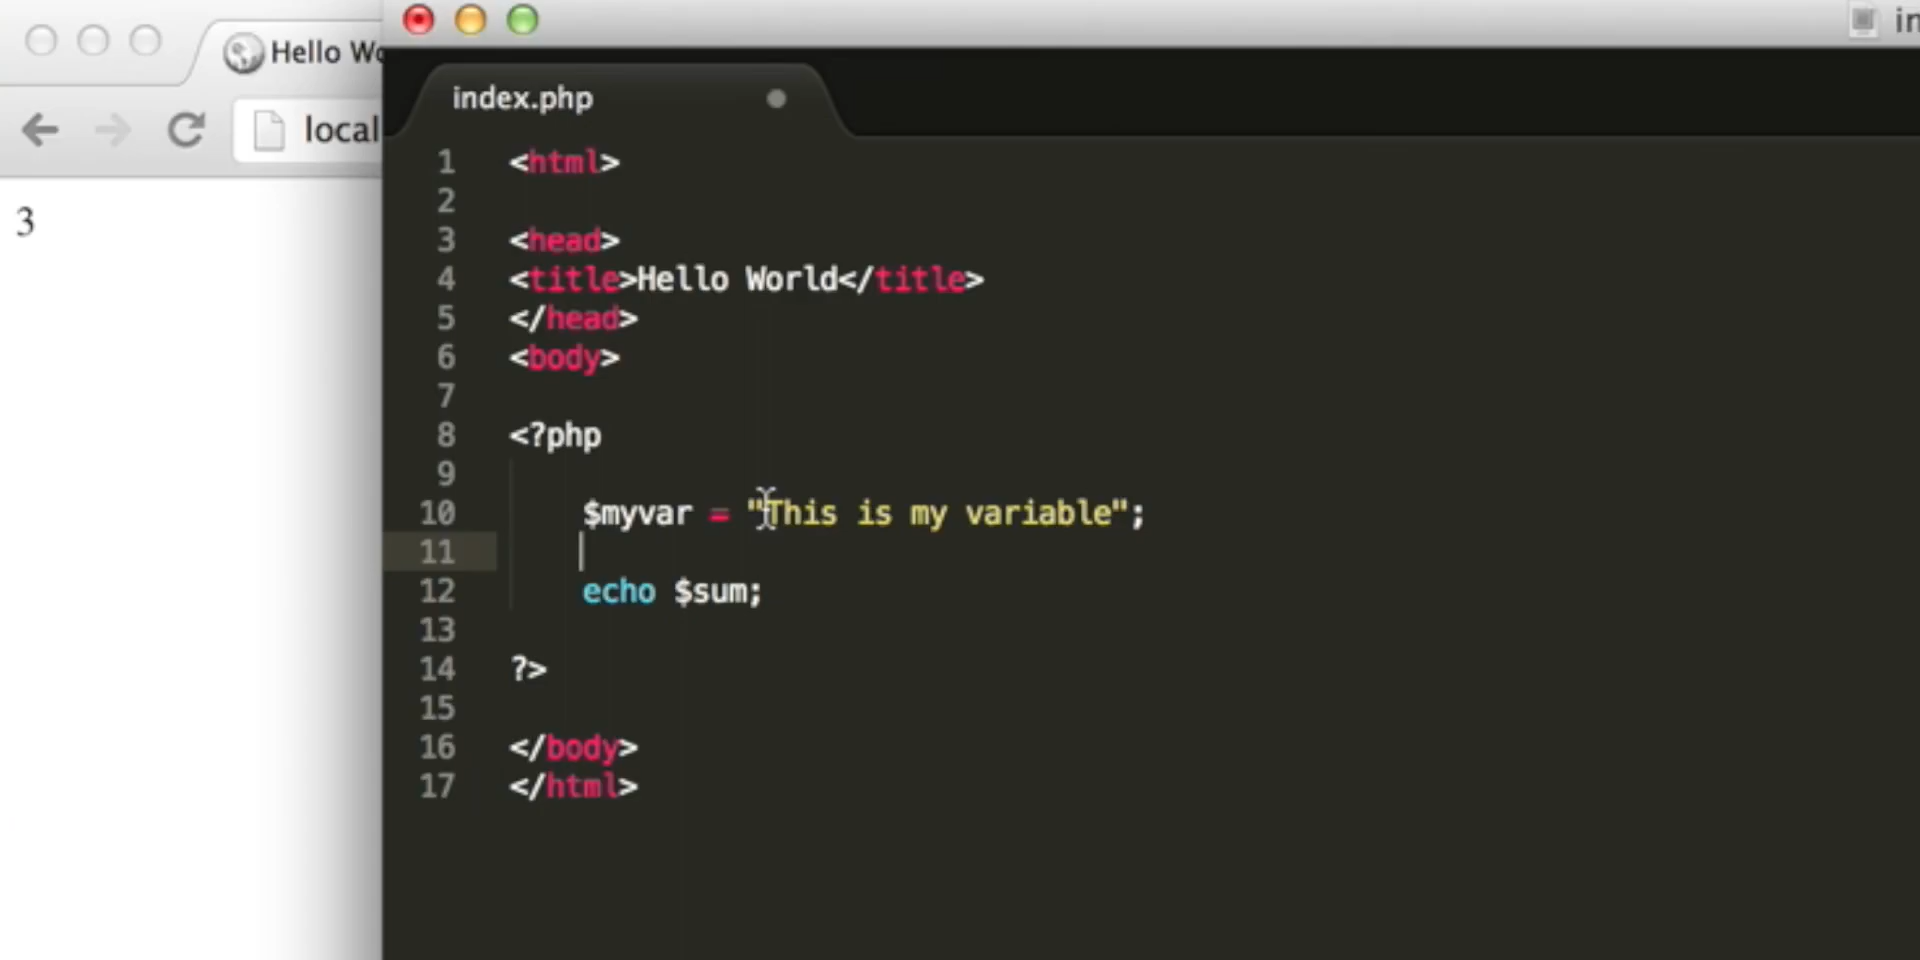 Hello Wo
local
3
in
index.php
1 <html>
2
3 <head>
4 <title>Hello World</title>
5 </head>
6 <body>
7
8 <?php
9
10 $myvar = "This is my variable";
11
12 echo $sum;
13
14 ?>
15
16 </body>
17 </html>